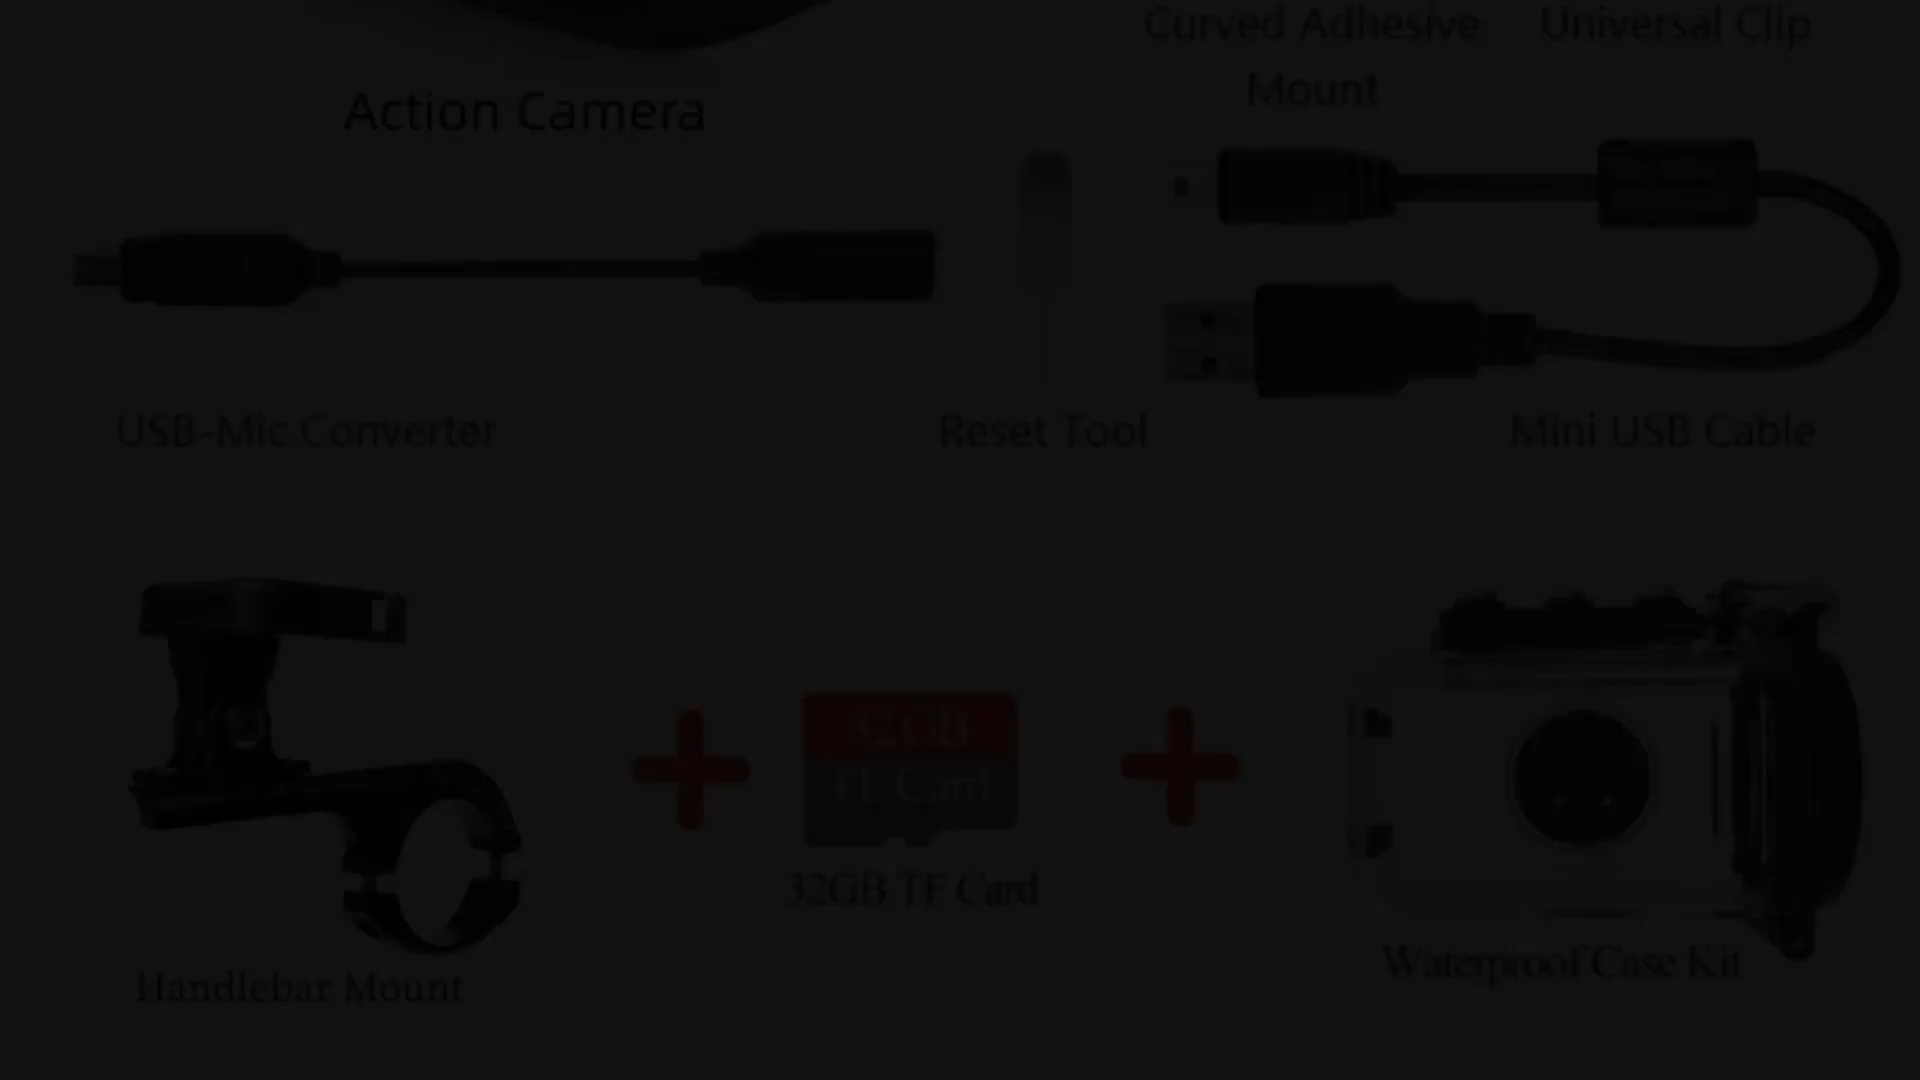 Curved Adhesive Universal Clip
Mount
Action Camera
USB-Mic Converter Reset Tool Mini USB Cable
32GB
TF Card
32GB TF Card
Waterproof Case Kit
Handlebar Mount